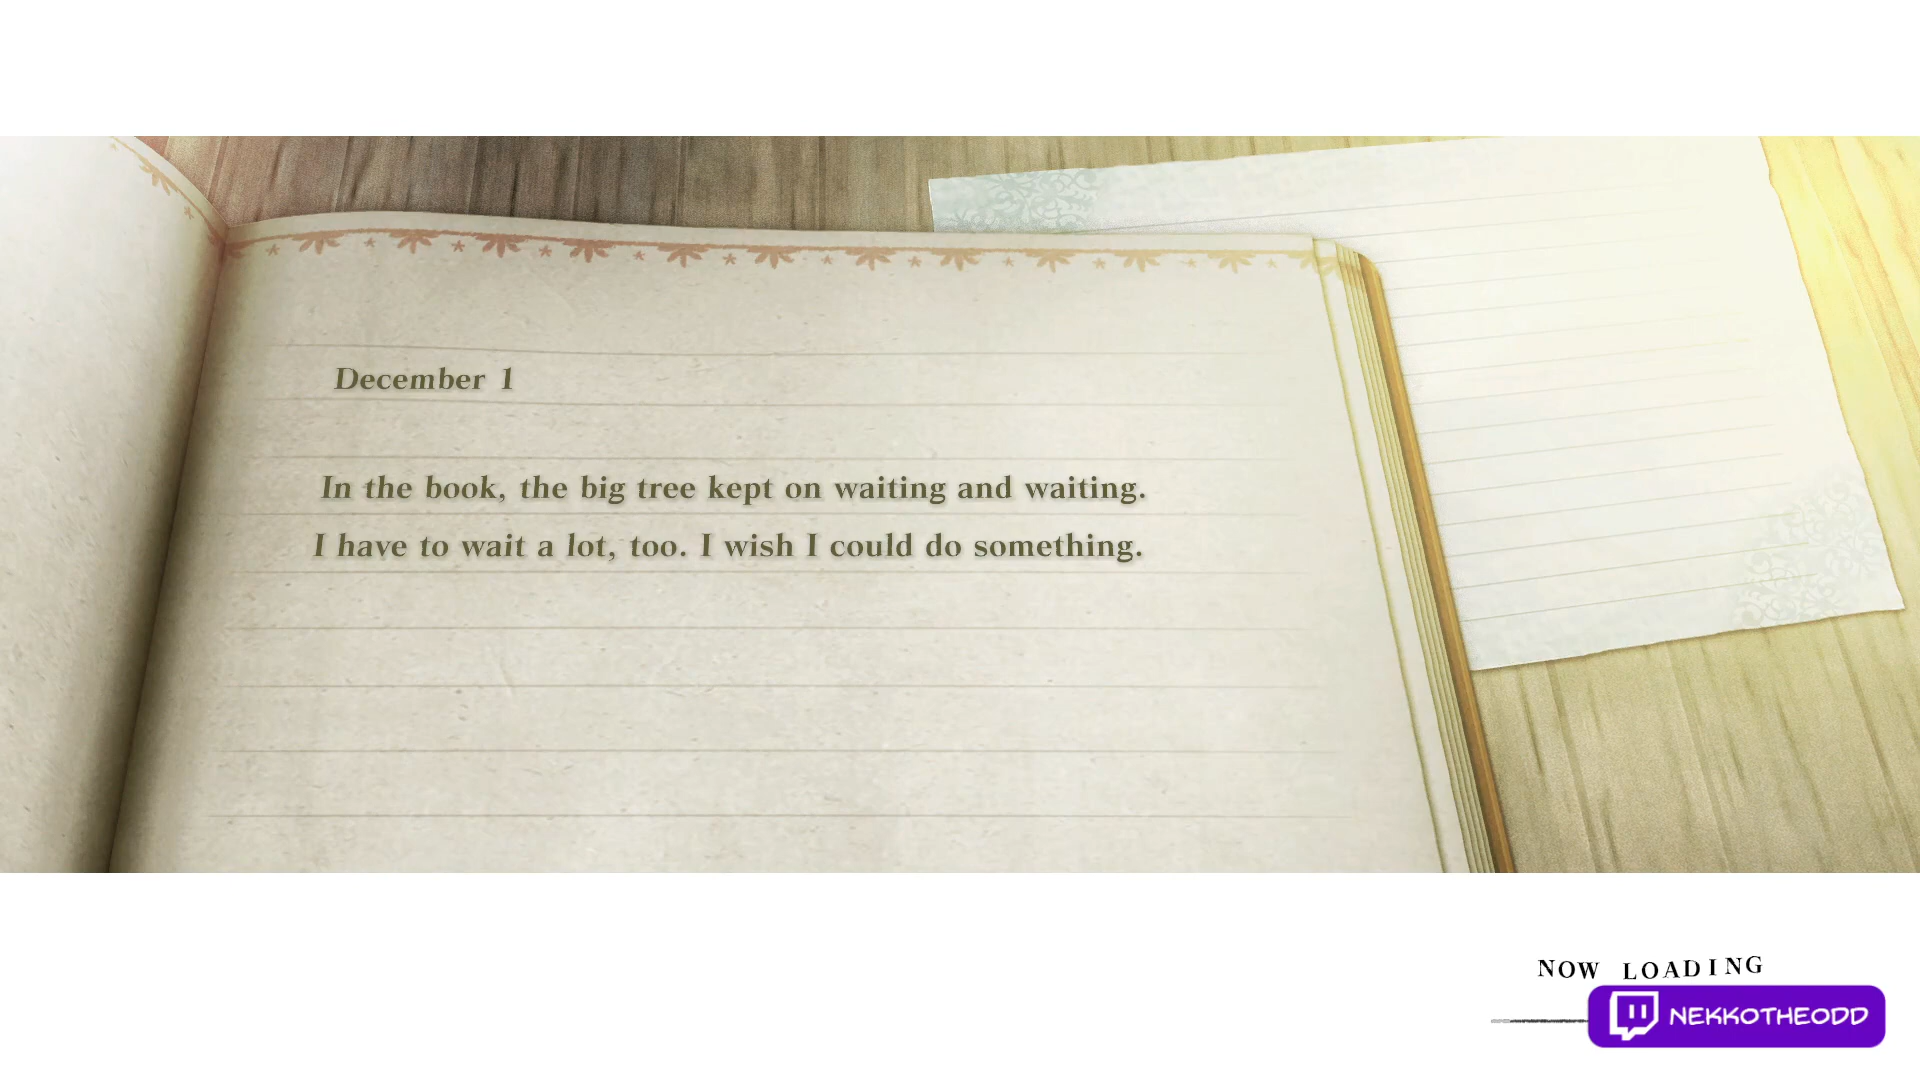 December 1
In the book, the big tree kept on waiting and waiting.
I have to wait a lot, too. I wish I could do something.
NOW LOADING
NEKKOTHEODD